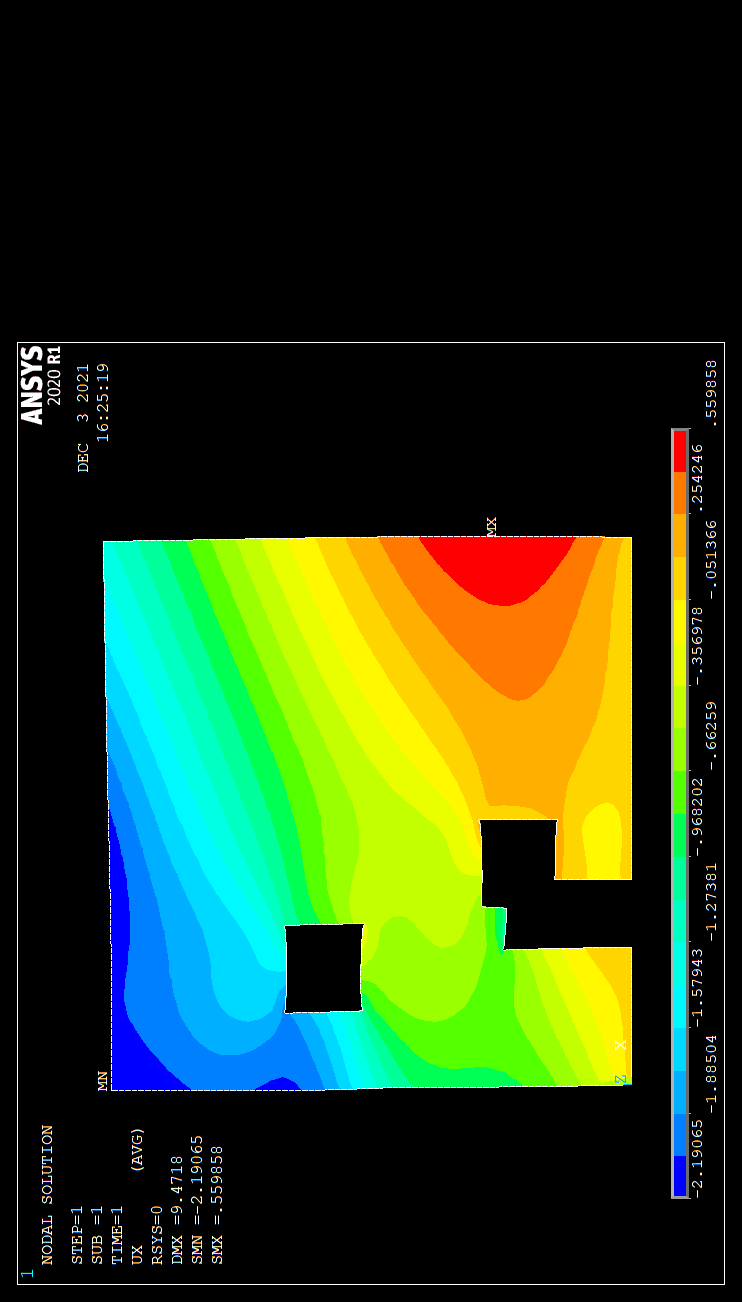 1
NODAL SOLUTION
STEP=1
SUB =1
TIME=1
UX (AVG)
RSYS=0
DMX =9.4718
SMN =-2.19065
SMX =.559858
ANSYS
2020 R1
DEC 3 2021
16:25:19
MN
MX
Z X
-2.19065
-1.88504
-1.57943
-1.27381
-.968202
-.66259
-.356978
-.051366
.254246
.559858